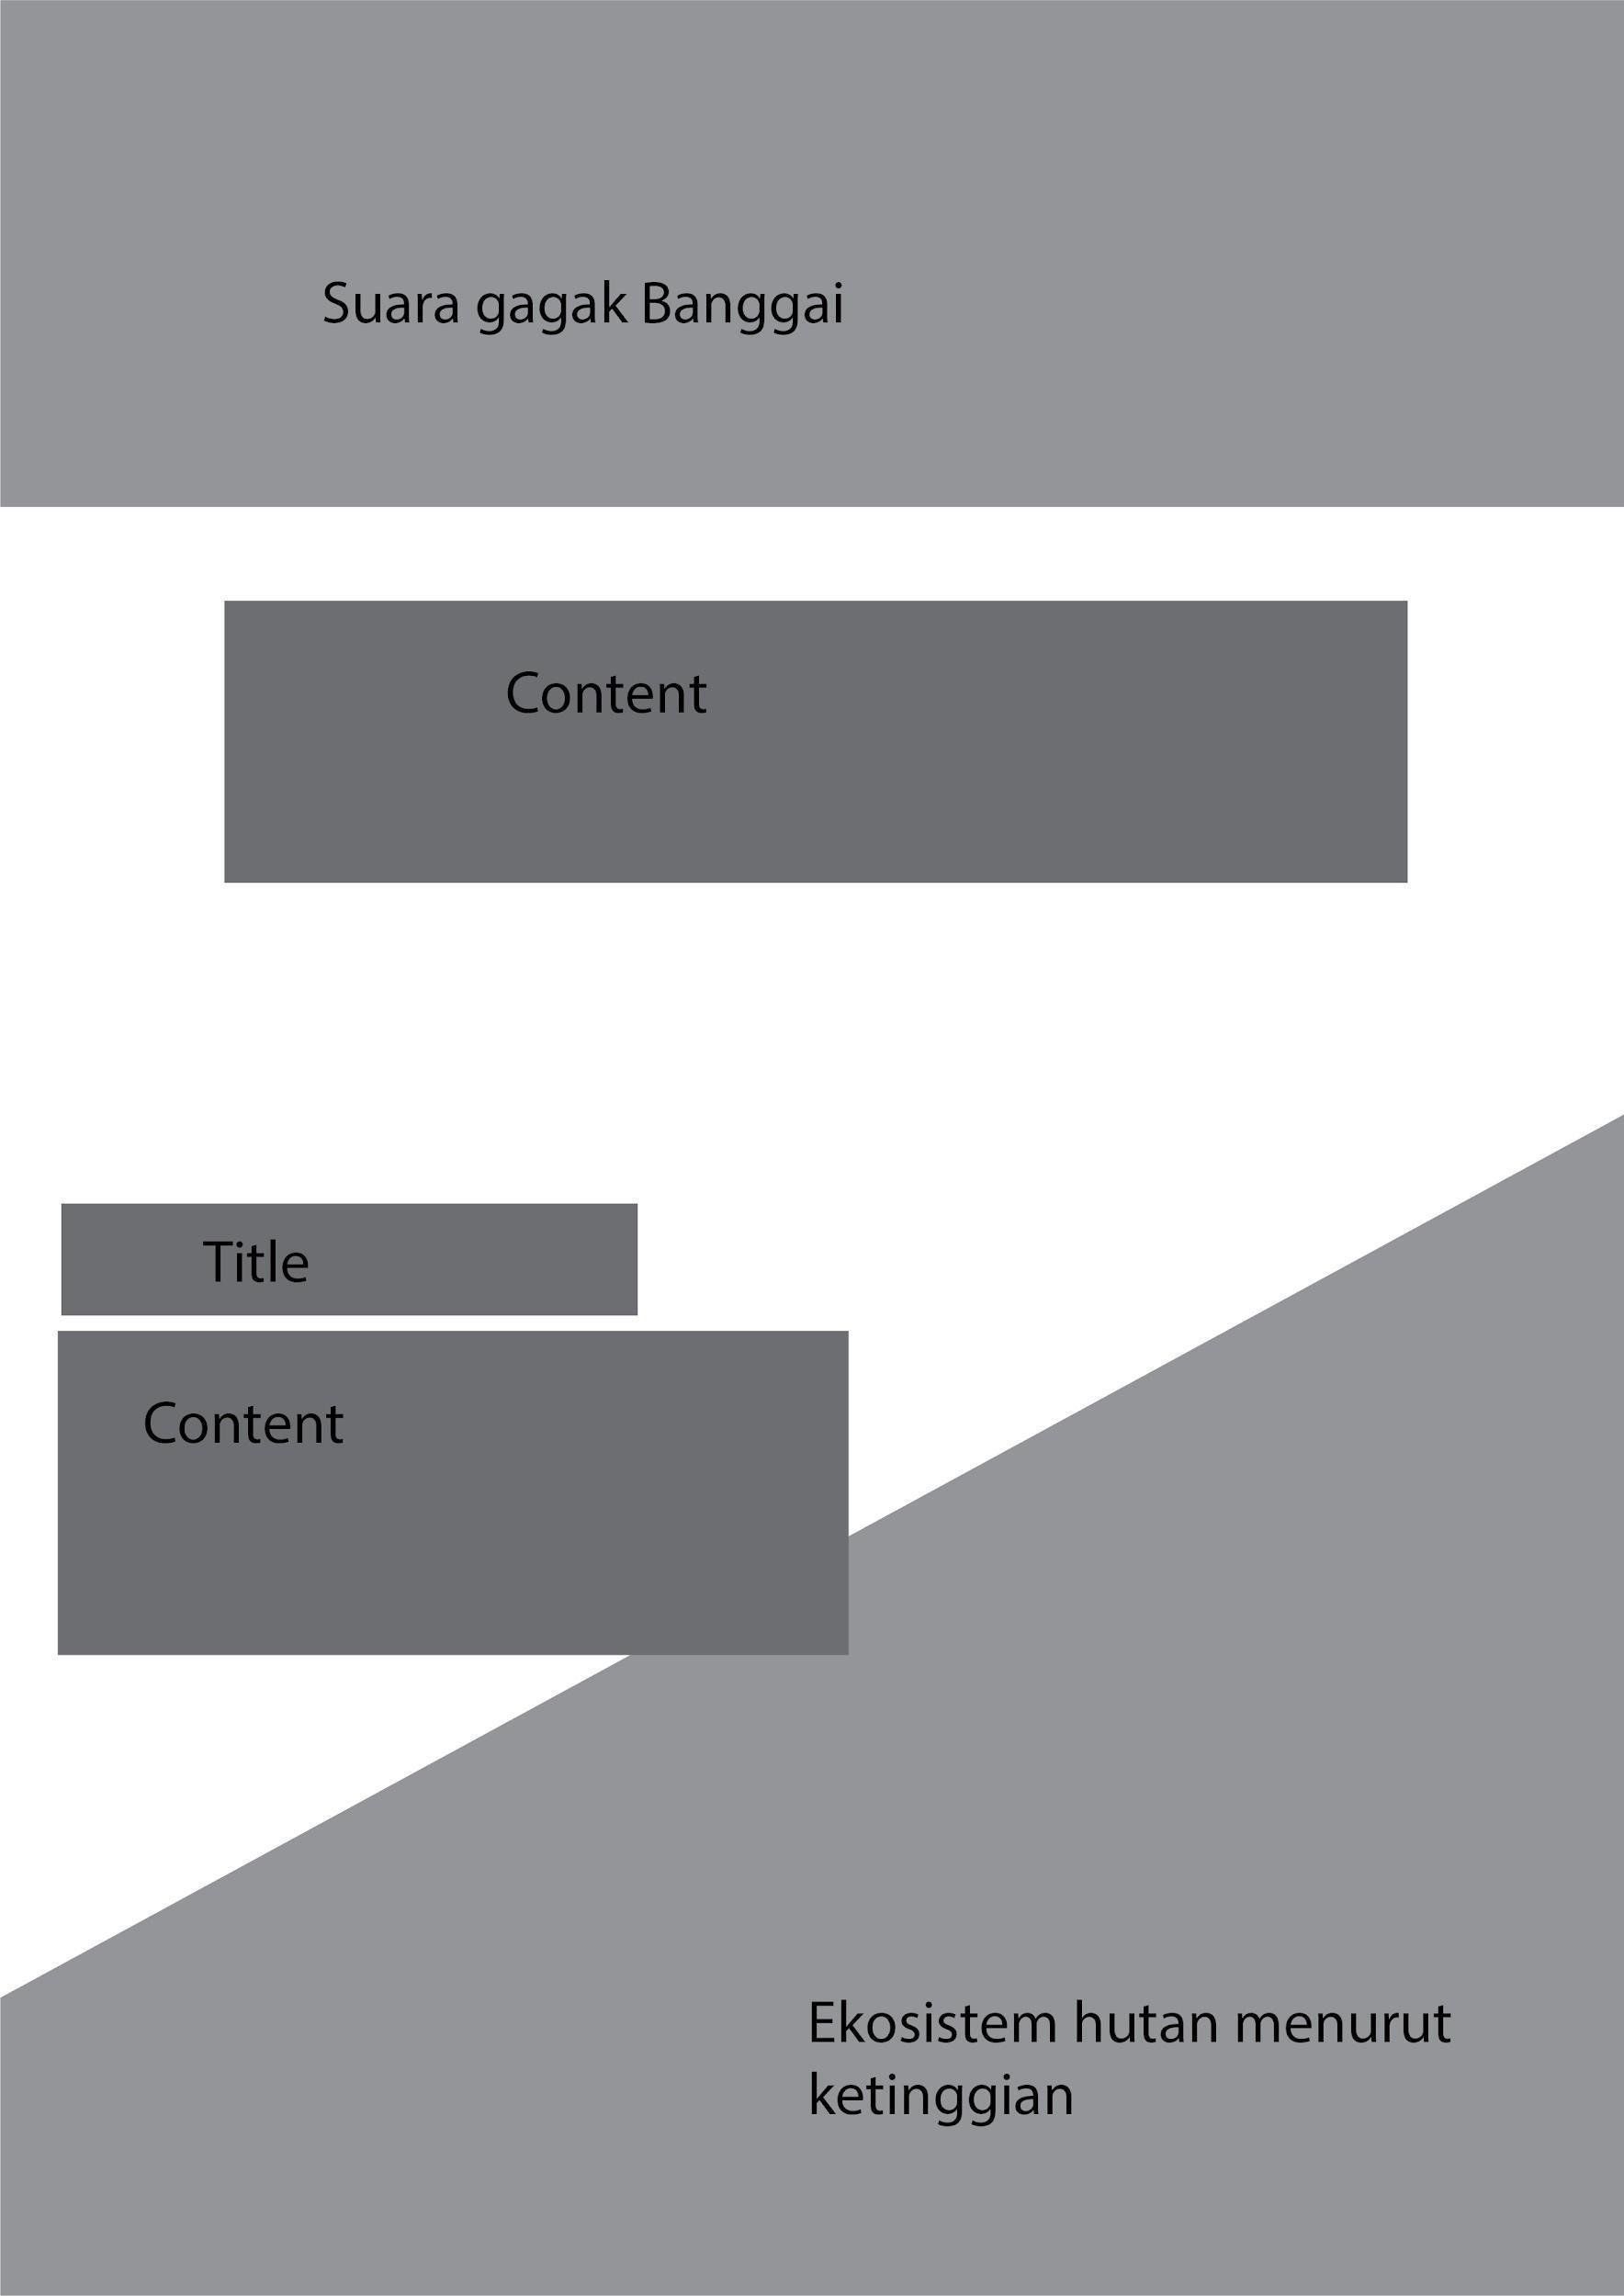 Suara gagak Banggai
Content
Title
Content
Ekosistem hutan menurut
ketinggian